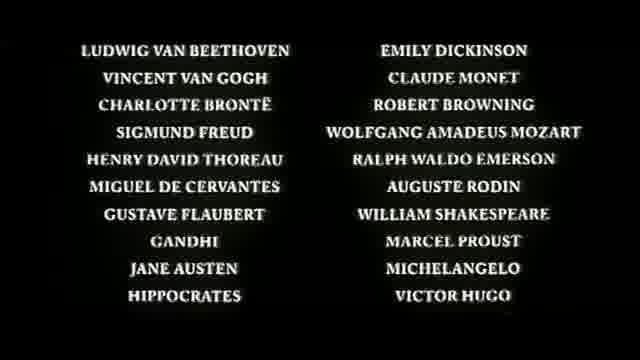 LUDWIG VAN BEETHOVEN
VINCENT VAN GOGH
CHARLOTTE BRONTË
SIGMUND FREUD
HENRY DAVID THOREAU
MIGUEL DE CERVANTES
GUSTAVE FLAUBERT
GANDHI
JANE AUSTEN
HIPPOCRATES
EMILY DICKINSON
CLAUDE MONET
ROBERT BROWNING
WOLFGANG AMADEUS MOZART
RALPH WALDO EMERSON
AUGUSTE RODIN
WILLIAM SHAKESPEARE
MARCEL PROUST
MICHELANGELO
VICTOR HUGO